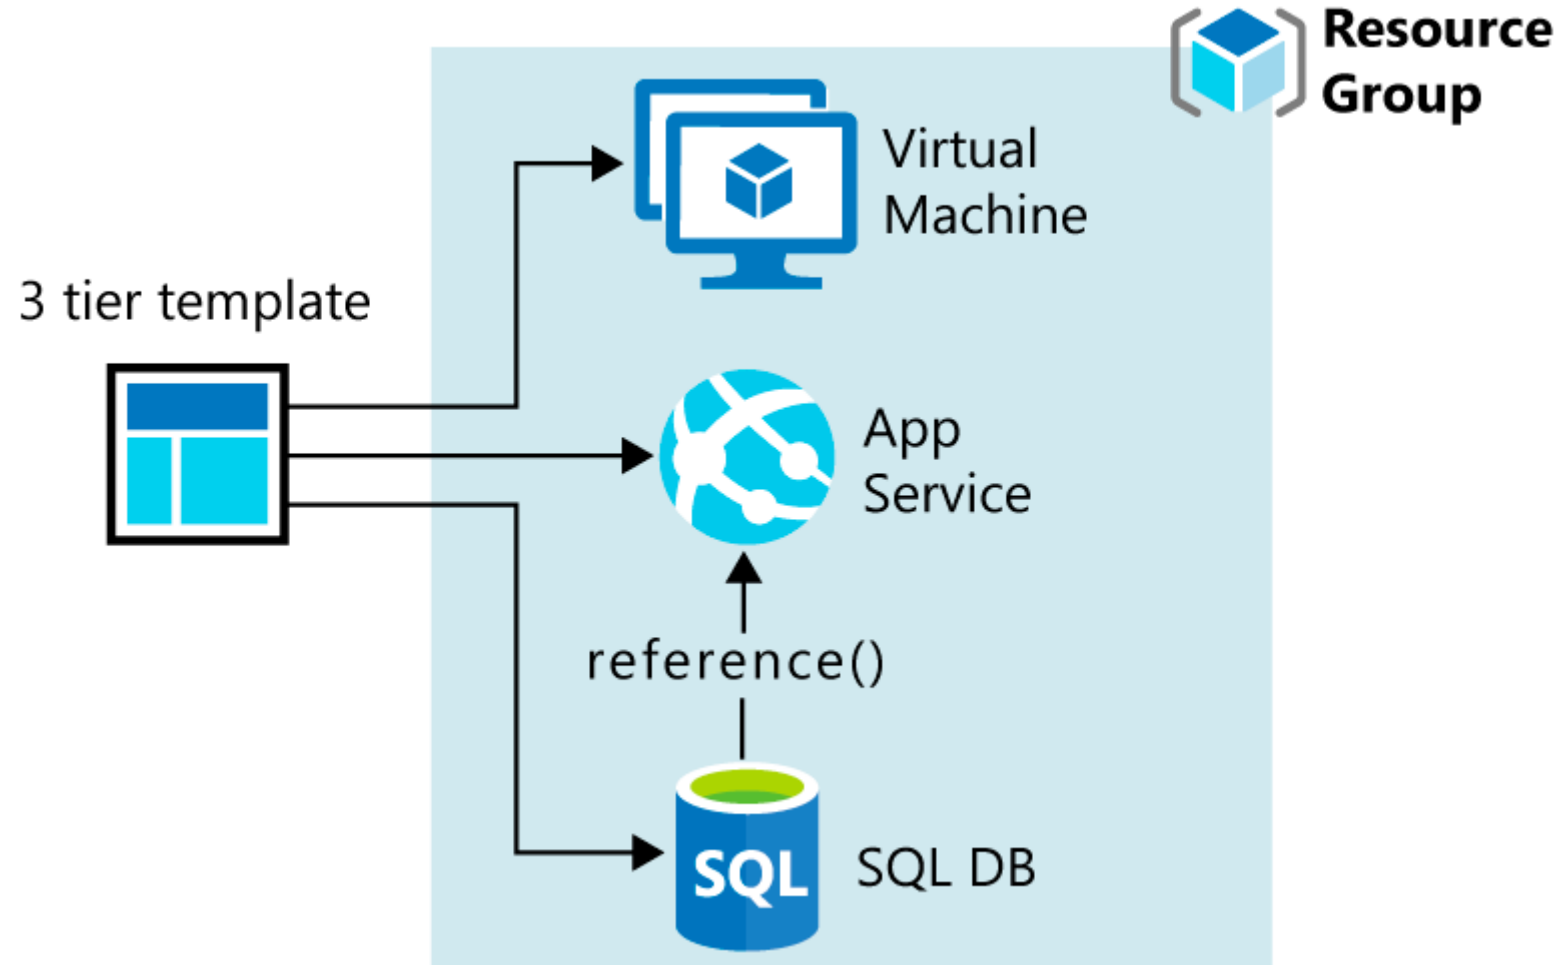 Resource
Group
Virtual
Machine
3 tier template
App
Service
reference()
SQL
SQL DB